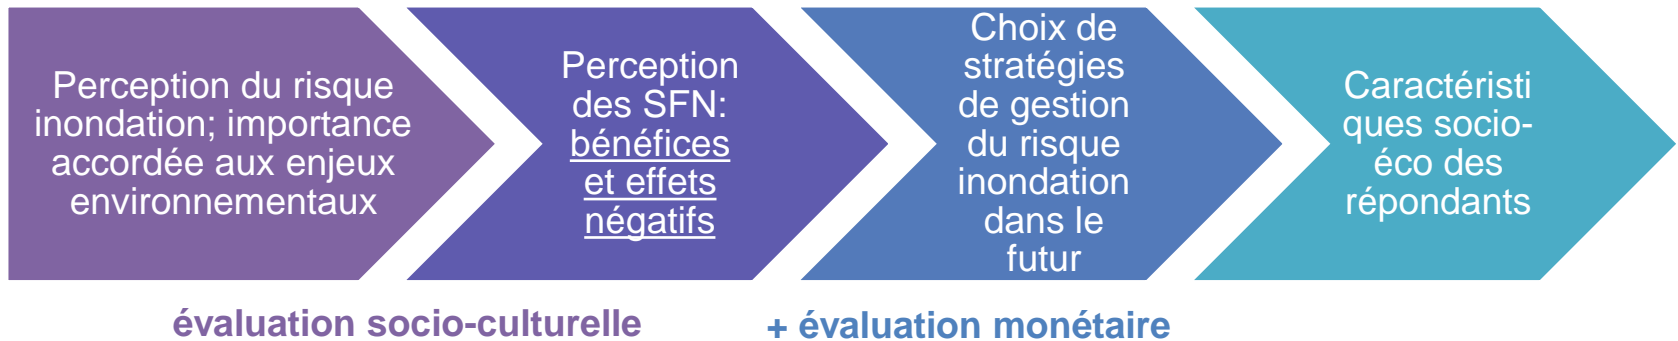 Perception du risque
inondation; importance
accordée aux enjeux
environnementaux
Perception
des SFN:
bénéfices
et effets
négatifs
Choix de
stratégies
de gestion
du risque
inondation
dans le
futur
Caractéristi
ques socio-
éco des
répondants
évaluation socio-culturelle
+ évaluation monétaire